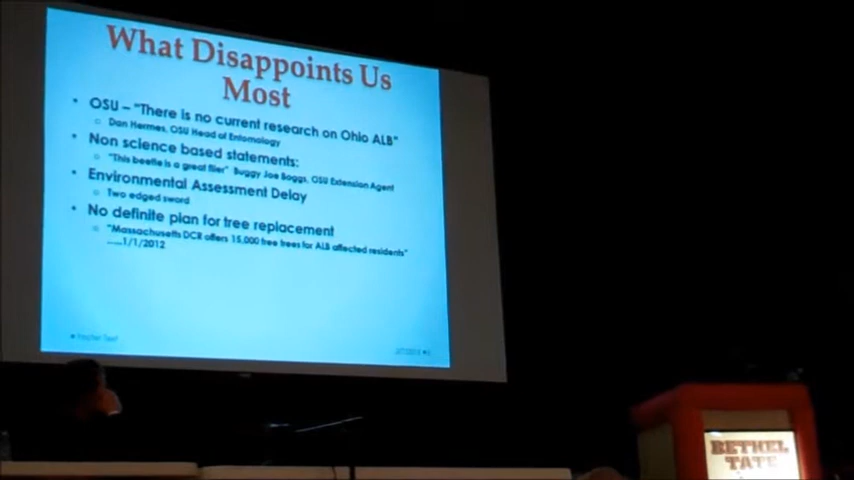 What Disappoints Us
Most
• OSU – "There is no current research on Ohio ALB"
○ Dan Hermes, OSU Head of Entomology
• Non science based statements:
○ "This beetle is a great flier" Buggy Joe Boggs, OSU Extension Agent
• Environmental Assessment Delay
○ Two edged sword
• No definite plan for tree replacement
○ "Massachusetts DCR offers 15,000 free trees for ALB affected residents"
.....1/1/2012
BETHEL
TATE